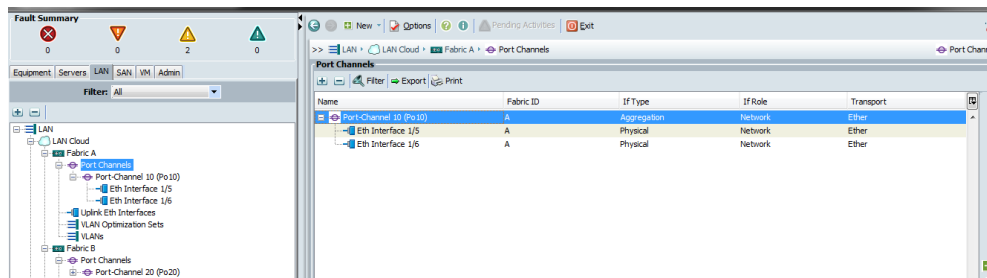 Fault Summary
0 0 2 0
New Options Pending Activities Exit
>> LAN LAN Cloud Fabric A Port Channels
Equipment Servers LAN SAN VM Admin
Filter: All
LAN
LAN Cloud
Fabric A
Port Channels
Port-Channel 10 (Po10)
Eth Interface 1/5
Eth Interface 1/6
Uplink Eth Interfaces
VLAN Optimization Sets
VLANs
Fabric B
Port Channels
Port-Channel 20 (Po20)
Port Chann
Port Channels
Filter Export Print
Name Fabric ID If Type If Role Transport
Port-Channel 10 (Po10) A Aggregation Network Ether
Eth Interface 1/5 A Physical Network Ether
Eth Interface 1/6 A Physical Network Ether